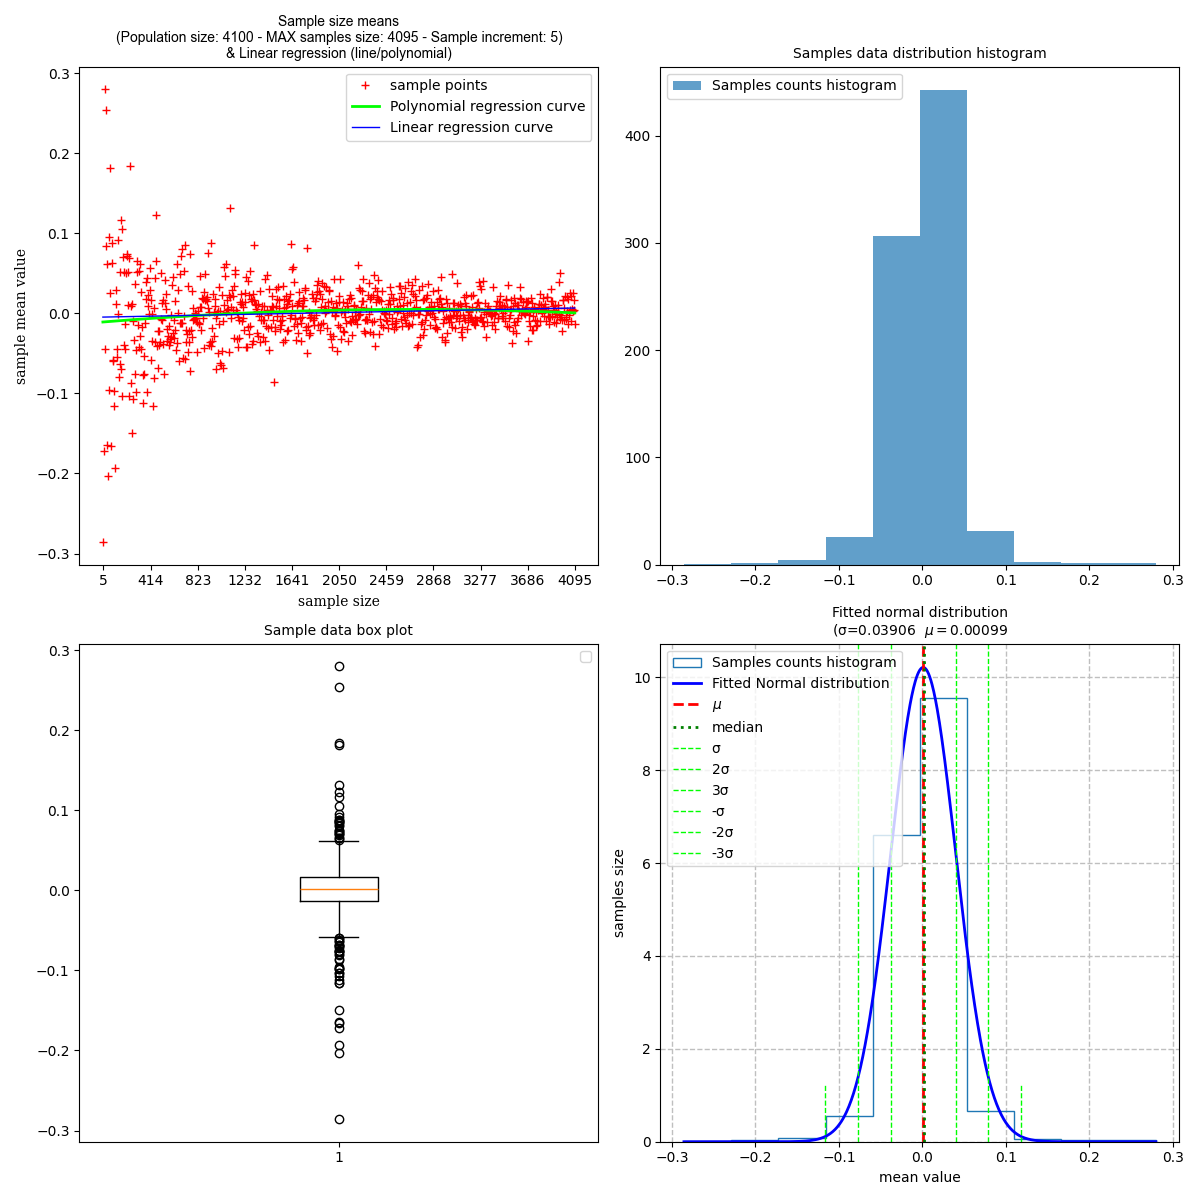 Sample size means
(Population size: 4100 - MAX samples size: 4095 - Sample increment: 5)
& Linear regression (line/polynomial)
sample points
Polynomial regression curve
Linear regression curve
0.3
0.2
0.1
0.0
−0.1
−0.2
−0.3
sample mean value
5 414 823 1232 1641 2050 2459 2868 3277 3686 4095
sample size
Samples data distribution histogram
Samples counts histogram
400
300
200
100
0
−0.3 −0.2 −0.1 0.0 0.1 0.2 0.3
Sample data box plot
0.3
0.2
0.1
0.0
−0.1
−0.2
−0.3
1
Fitted normal distribution
(σ=0.03906 μ = 0.00099
Samples counts histogram
Fitted Normal distribution
μ
median
σ
2σ
3σ
-σ
-2σ
-3σ
10
8
6
4
2
0
samples size
−0.3 −0.2 −0.1 0.0 0.1 0.2 0.3
mean value